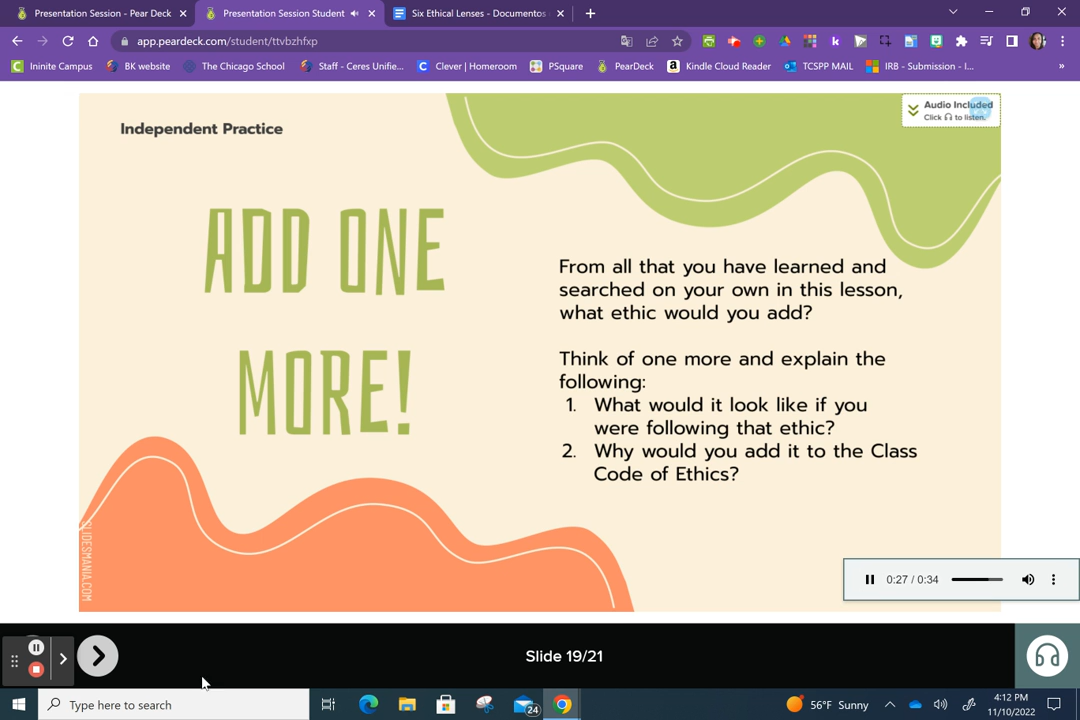 Presentation Session - Pear Deck
Presentation Session Student
Six Ethical Lenses - Documentos
app.peardeck.com/student/ttvbzhfxp
Ininite Campus
BK website
The Chicago School
Staff - Ceres Unifie...
Clever | Homeroom
PSquare
PearDeck
Kindle Cloud Reader
TCSPP MAIL
IRB - Submission - I...
»
Independent Practice
Audio Included
Click to listen.
ADD ONE
MORE!
From all that you have learned and
searched on your own in this lesson,
what ethic would you add?
Think of one more and explain the
following:
1. What would it look like if you
were following that ethic?
2. Why would you add it to the Class
Code of Ethics?
SLIDESMANIA.COM
0:27 / 0:34
Slide 19/21
Type here to search
24
56°F Sunny
4:12 PM
11/10/2022